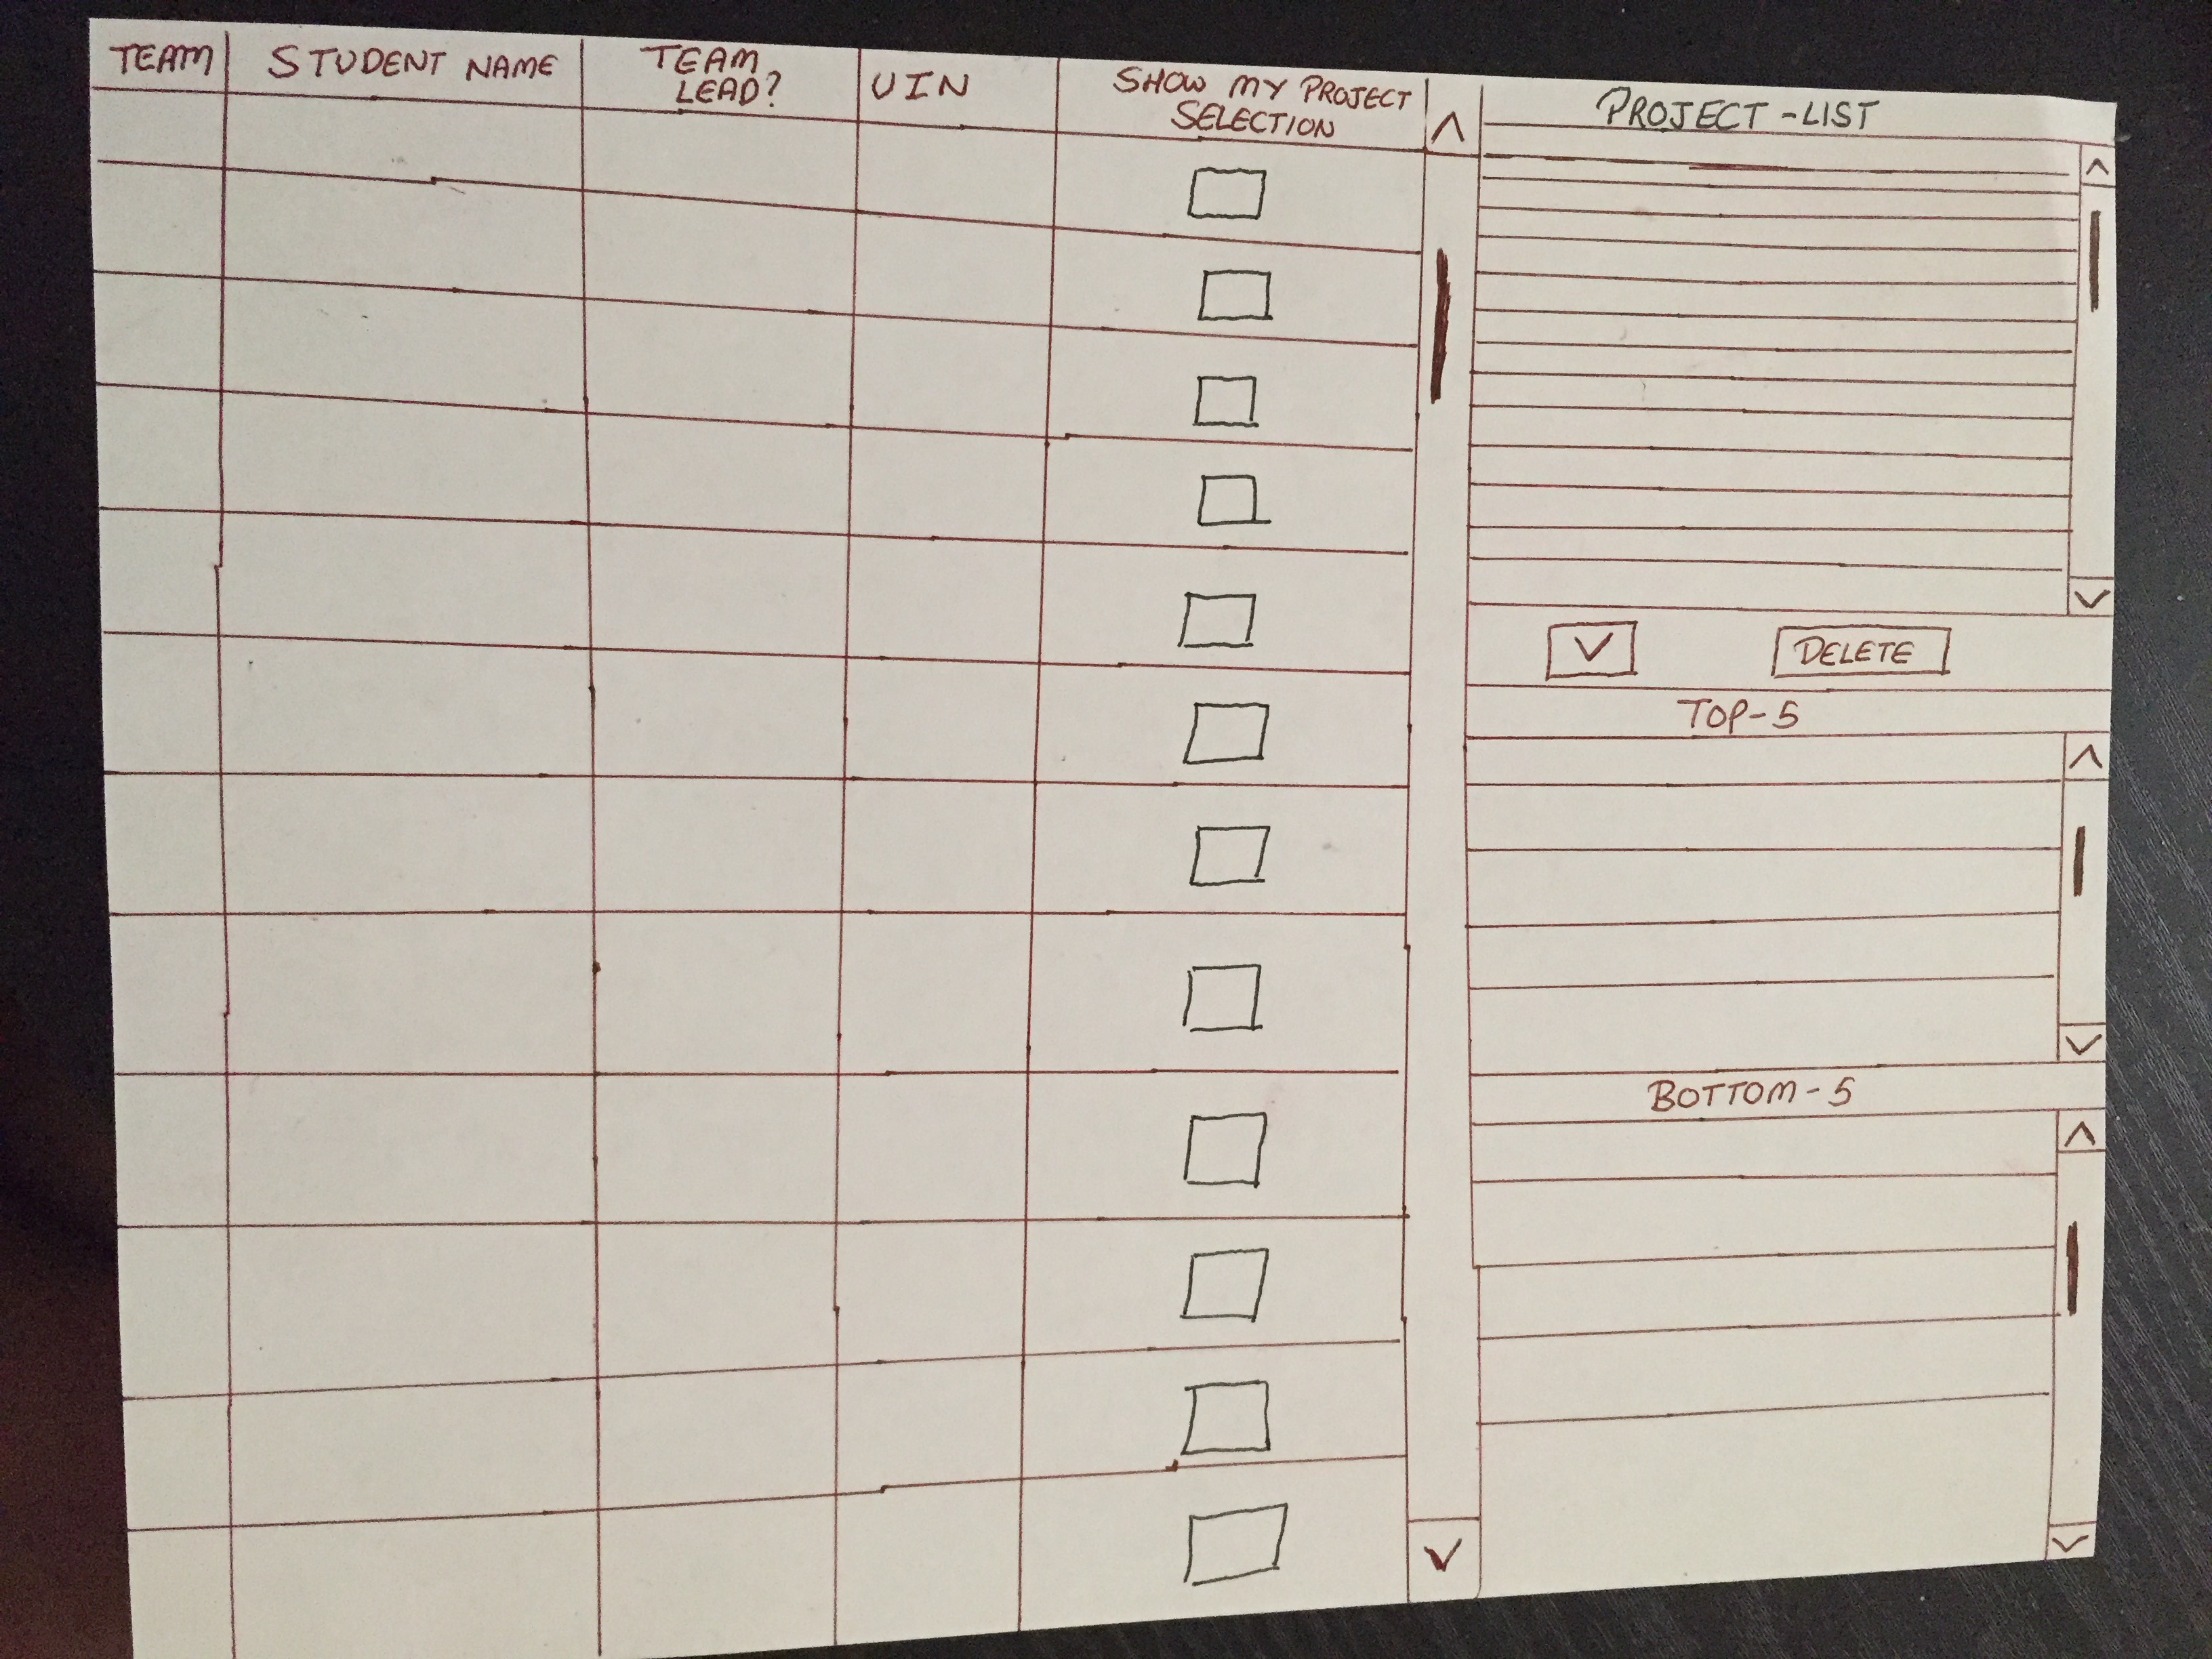 TEAM
STUDENT NAME
TEAM
LEAD?
UIN
SHOW MY PROJECT
SELECTION
PROJECT-LIST
DELETE
TOP-5
BOTTOM-5